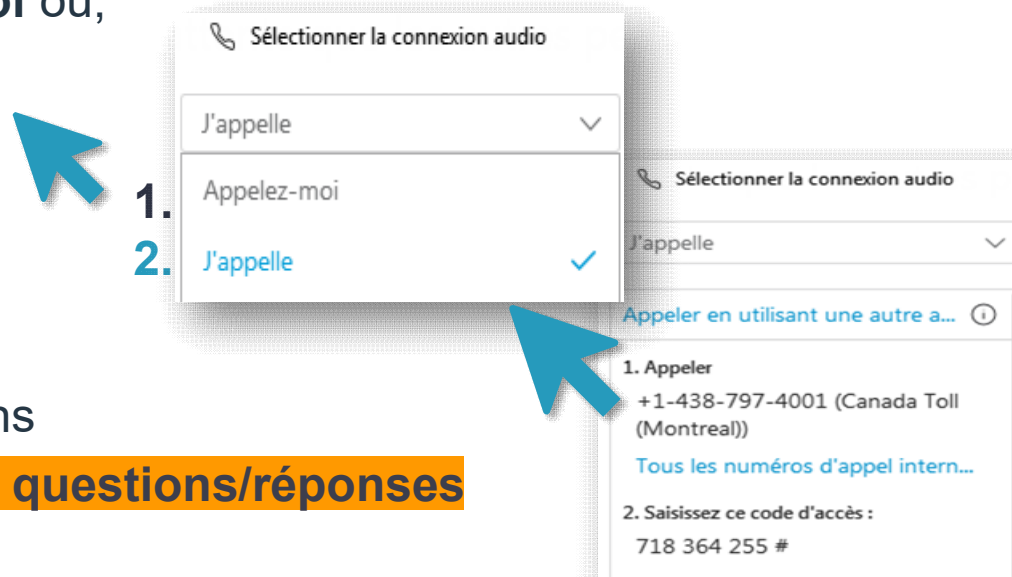 oi ou,
Sélectionner la connexion audio
J'appelle
1. Appelez-moi
2. J'appelle
Sélectionner la connexion audio
J'appelle
Appeler en utilisant une autre a...
1. Appeler
+1-438-797-4001 (Canada Toll
(Montreal))
Tous les numéros d'appel intern...
2. Saisissez ce code d'accès :
718 364 255 #
ns
questions/réponses